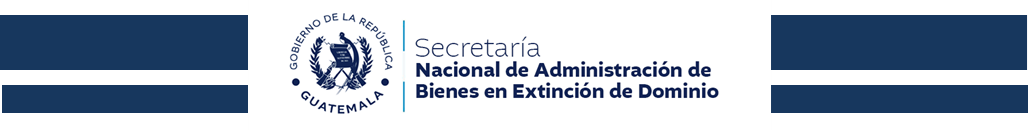 GOBIERNO DE LA REPÚBLICA
GUATEMALA
Secretaría
Nacional de Administración de
Bienes en Extinción de Dominio